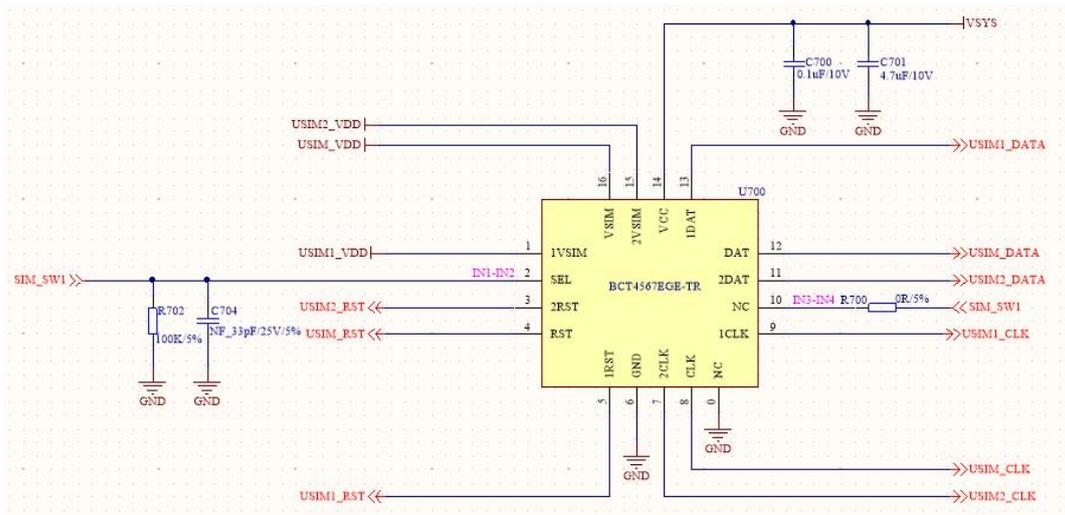 VSYS
C700
0.1uF/10V
C701
4.7uF/10V
GND
GND
USIM2_VDD
USIM_VDD
USIM1_DATA
16
15
14
13
U700
VSIM
2VSIM
VCC
1DAT
USIM1_VDD
1
1VSIM
DAT
12
USIM_DATA
SIM_SW1
IN1-IN2
2
SEL
BCT4567EGE-TR
2DAT
11
USIM2_DATA
R702
100K/5%
C704
NF_33pF/25V/5%
USIM2_RST
3
2RST
NC
10
IN3-IN4
R700
0R/5%
SIM_SW1
USIM_RST
4
RST
1CLK
9
USIM1_CLK
1RST
GND
2CLK
CLK
NC
GND
GND
5
6
7
8
0
GND
GND
USIM_CLK
USIM1_RST
USIM2_CLK